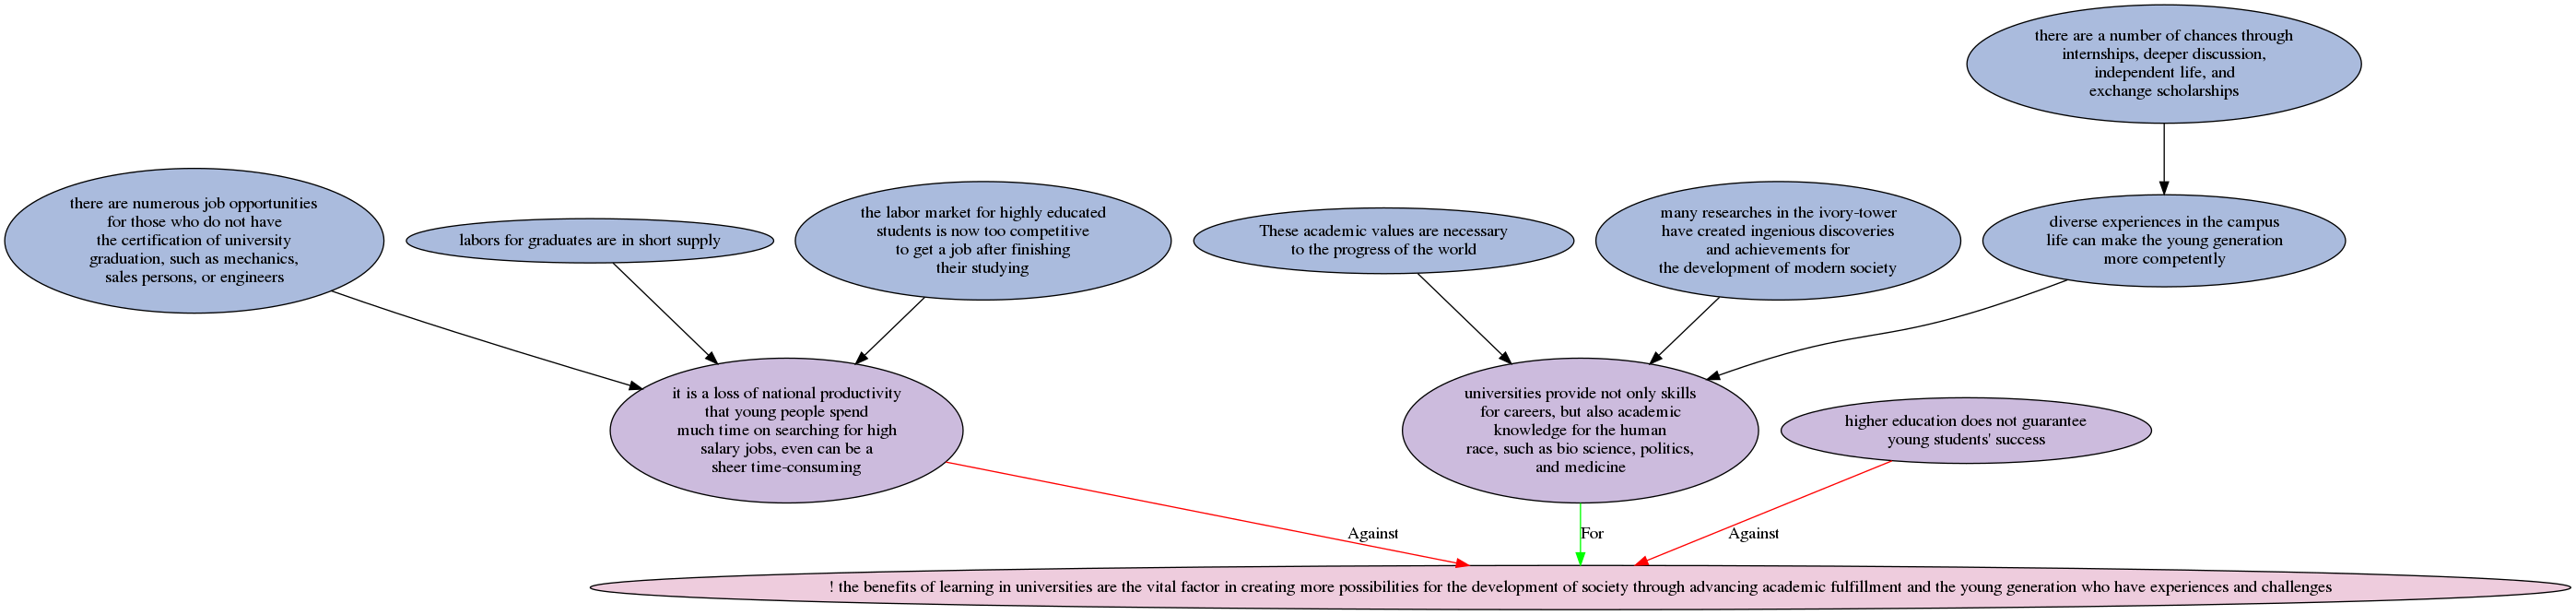 there are a number of chances through
internships, deeper discussion,
independent life, and
exchange scholarships
there are numerous job opportunities
for those who do not have
the certification of university
graduation, such as mechanics,
sales persons, or engineers
labors for graduates are in short supply
the labor market for highly educated
students is now too competitive
to get a job after finishing
their studying
These academic values are necessary
to the progress of the world
many researches in the ivory-tower
have created ingenious discoveries
and achievements for
the development of modern society
diverse experiences in the campus
life can make the young generation
more competently
it is a loss of national productivity
that young people spend
much time on searching for high
salary jobs, even can be a
sheer time-consuming
universities provide not only skills
for careers, but also academic
knowledge for the human
race, such as bio science, politics,
and medicine
higher education does not guarantee
young students' success
Against
For
Against
! the benefits of learning in universities are the vital factor in creating more possibilities for the development of society through advancing academic fulfillment and the young generation who have experiences and challenges